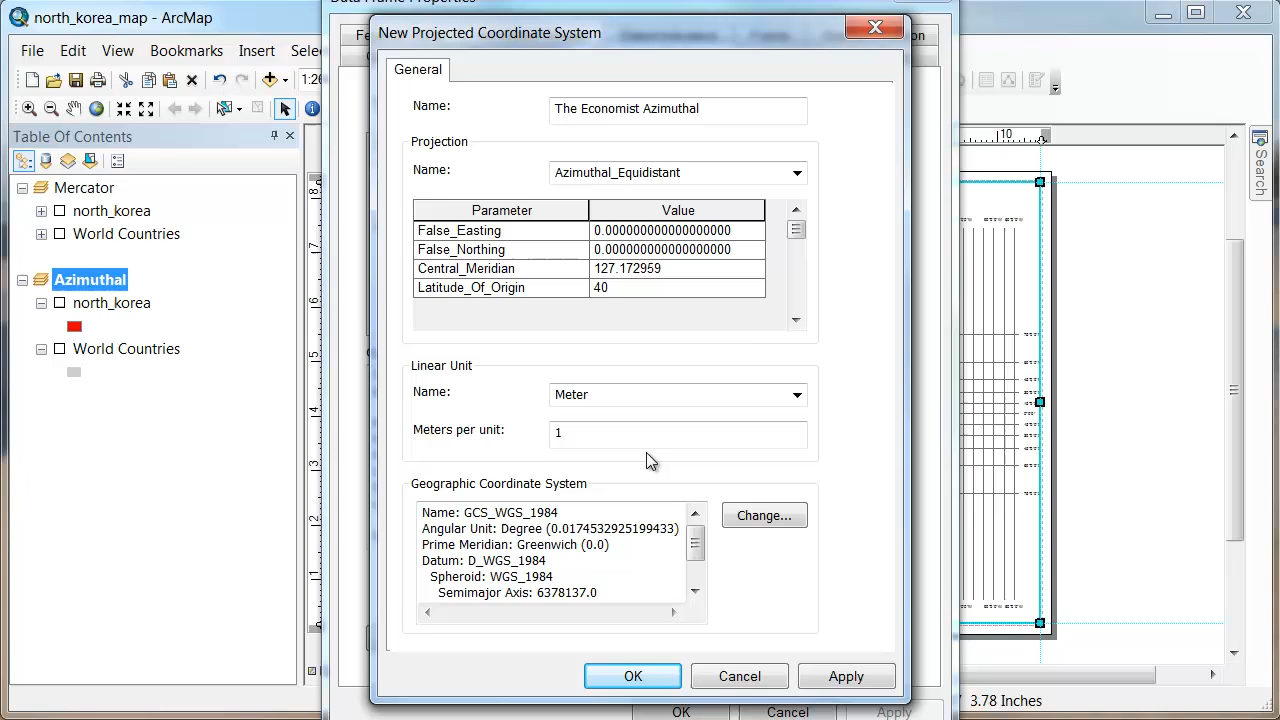 north_korea_map - ArcMap
File Edit View Bookmarks Insert
Table Of Contents
Mercator
north_korea
World Countries
Azimuthal
north_korea
World Countries
Data Frame Properties
New Projected Coordinate System
General
Name: The Economist Azimuthal
Projection
Name: Azimuthal_Equidistant
Parameter Value
False_Easting 0.000000000000000000
False_Northing 0.000000000000000000
Central_Meridian 127.172959
Latitude_Of_Origin 40
Linear Unit
Name: Meter
Meters per unit: 1
Geographic Coordinate System
Name: GCS_WGS_1984
Angular Unit: Degree (0.0174532925199433)
Prime Meridian: Greenwich (0.0)
Datum: D_WGS_1984
Spheroid: WGS_1984
Semimajor Axis: 6378137.0
Change...
OK Cancel Apply
OK Cancel Apply
10
Search
3.78 Inches